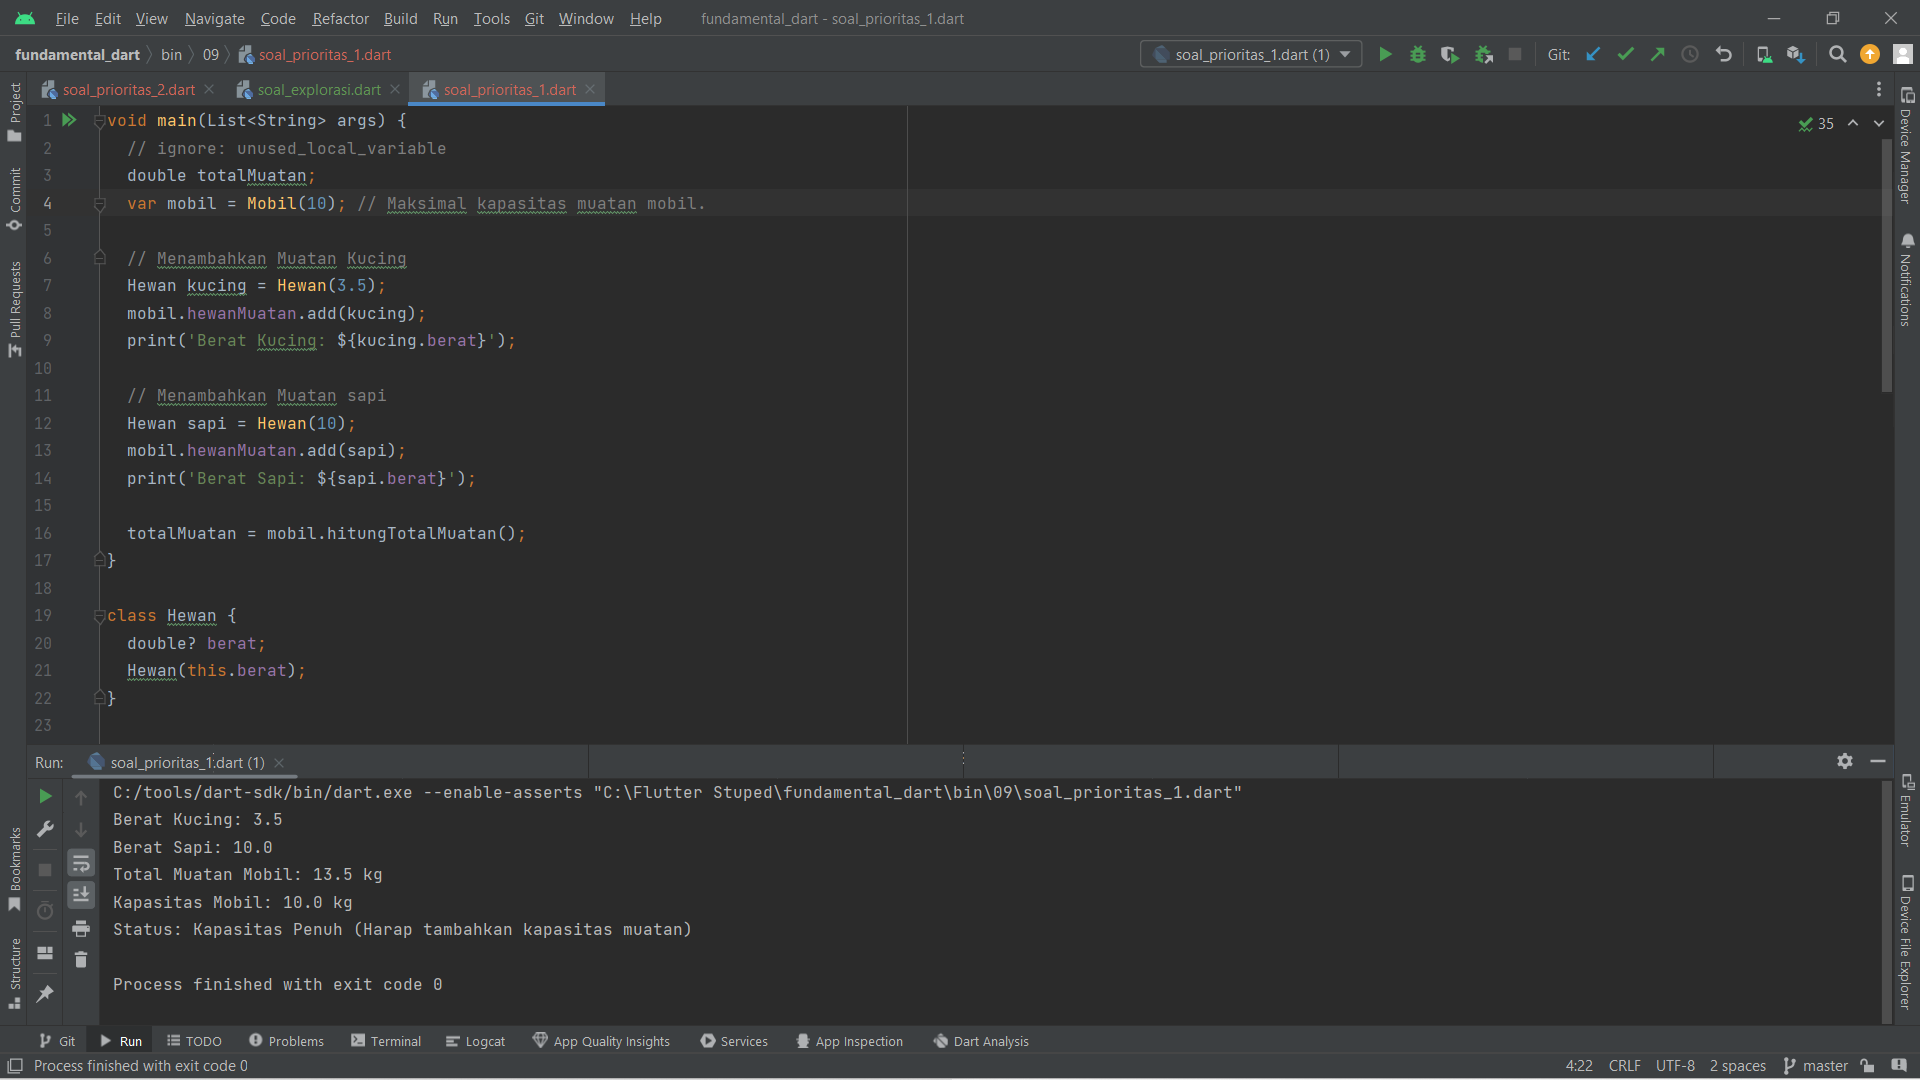 File Edit View Navigate Code Refactor Build Run Tools Git Window Help fundamental_dart - soal_prioritas_1.dart
fundamental_dart bin 09 soal_prioritas_1.dart soal_prioritas_1.dart (1) Git:
soal_prioritas_2.dart soal_explorasi.dart soal_prioritas_1.dart
Project
Commit
Pull Requests
Bookmarks
Structure
1 void main(List<String> args) {
2 // ignore: unused_local_variable
3 double totalMuatan;
4 var mobil = Mobil(10); // Maksimal kapasitas muatan mobil.
5
6 // Menambahkan Muatan Kucing
7 Hewan kucing = Hewan(3.5);
8 mobil.hewanMuatan.add(kucing);
9 print('Berat Kucing: ${kucing.berat}');
10
11 // Menambahkan Muatan sapi
12 Hewan sapi = Hewan(10);
13 mobil.hewanMuatan.add(sapi);
14 print('Berat Sapi: ${sapi.berat}');
15
16 totalMuatan = mobil.hitungTotalMuatan();
17 }
18
19 class Hewan {
20 double? berat;
21 Hewan(this.berat);
22 }
23
35
Device Manager
Notifications
Emulator
Device File Explorer
Run: soal_prioritas_1.dart (1)
C:/tools/dart-sdk/bin/dart.exe --enable-asserts "C:\Flutter Stuped\fundamental_dart\bin\09\soal_prioritas_1.dart"
Berat Kucing: 3.5
Berat Sapi: 10.0
Total Muatan Mobil: 13.5 kg
Kapasitas Mobil: 10.0 kg
Status: Kapasitas Penuh (Harap tambahkan kapasitas muatan)
Process finished with exit code 0
Git Run TODO Problems Terminal Logcat App Quality Insights Services App Inspection Dart Analysis
Process finished with exit code 0 4:22 CRLF UTF-8 2 spaces master